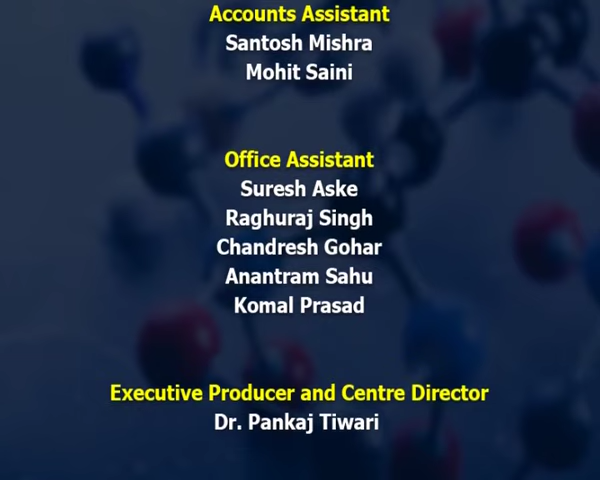 Accounts Assistant
Santosh Mishra
Mohit Saini
Office Assistant
Suresh Aske
Raghuraj Singh
Chandresh Gohar
Anantram Sahu
Komal Prasad
Executive Producer and Centre Director
Dr. Pankaj Tiwari